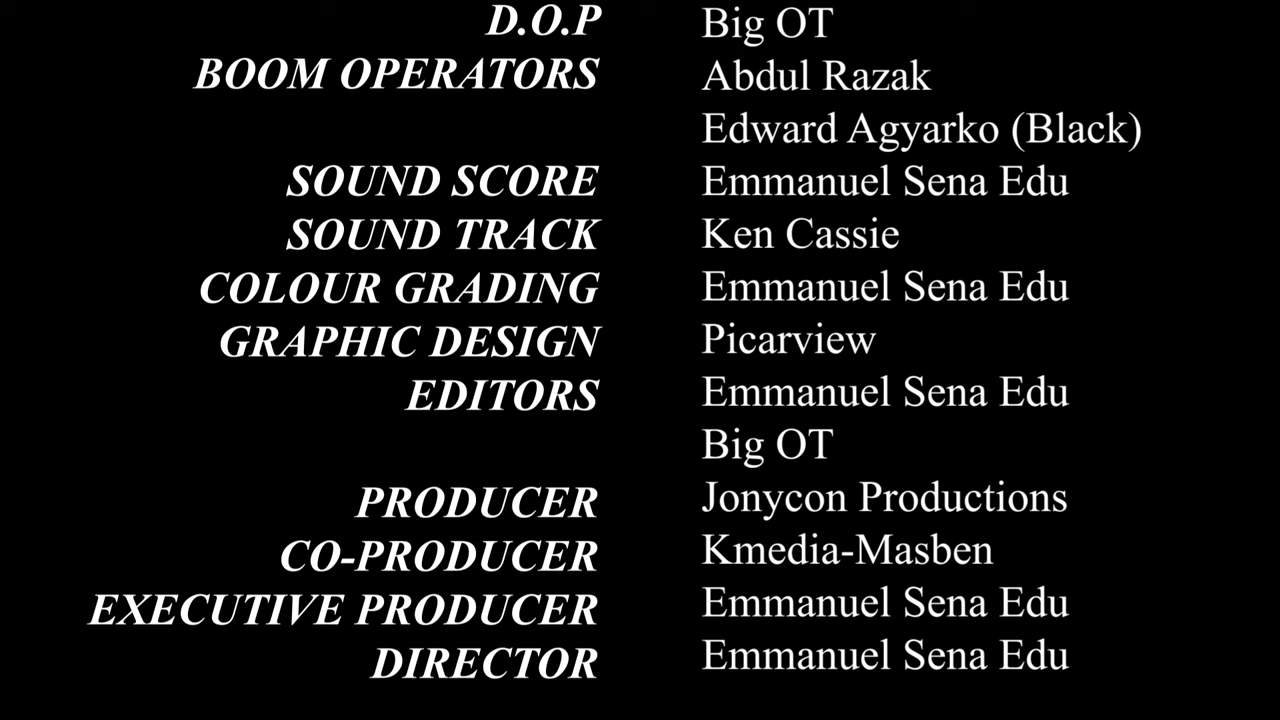 D.O.P Big OT
BOOM OPERATORS Abdul Razak
Edward Agyarko (Black)
SOUND SCORE Emmanuel Sena Edu
SOUND TRACK Ken Cassie
COLOUR GRADING Emmanuel Sena Edu
GRAPHIC DESIGN Picarview
EDITORS Emmanuel Sena Edu
Big OT
PRODUCER Jonycon Productions
CO-PRODUCER Kmedia-Masben
EXECUTIVE PRODUCER Emmanuel Sena Edu
DIRECTOR Emmanuel Sena Edu